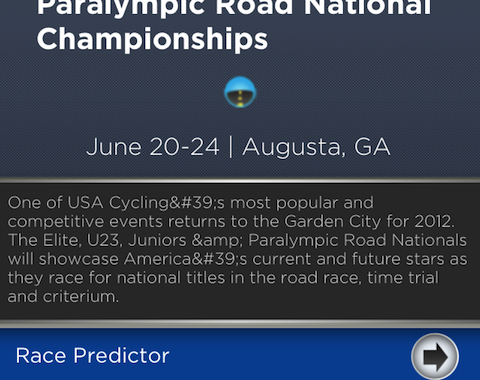 Paralympic Road National
Championships
June 20-24 | Augusta, GA
One of USA Cycling&#39;s most popular and
competitive events returns to the Garden City for 2012.
The Elite, U23, Juniors &amp; Paralympic Road Nationals
will showcase America&#39;s current and future stars as
they race for national titles in the road race, time trial
and criterium.
Race Predictor